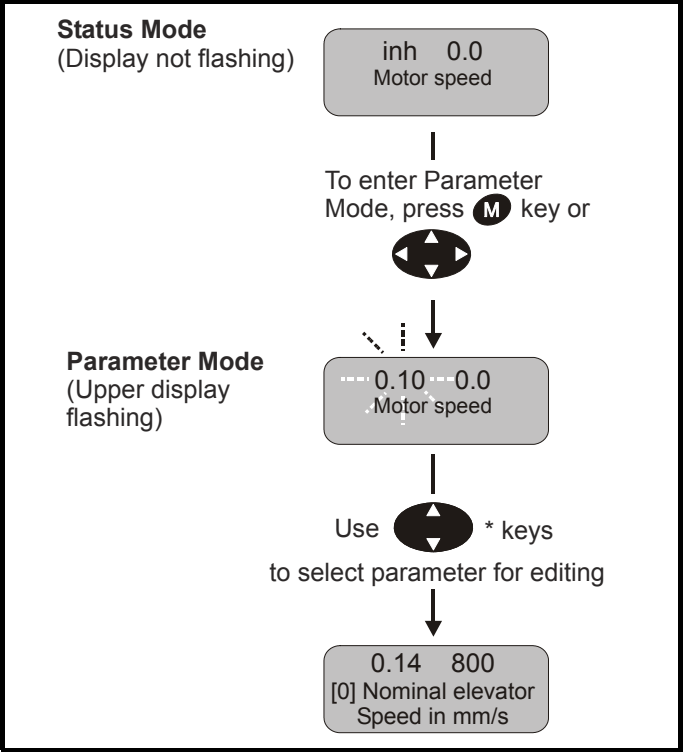 Status Mode
(Display not flashing)
inh 0.0
Motor speed
To enter Parameter
Mode, press M key or
Parameter Mode
(Upper display
flashing)
0.10 0.0
Motor speed
Use * keys
to select parameter for editing
0.14 800
[0] Nominal elevator
Speed in mm/s